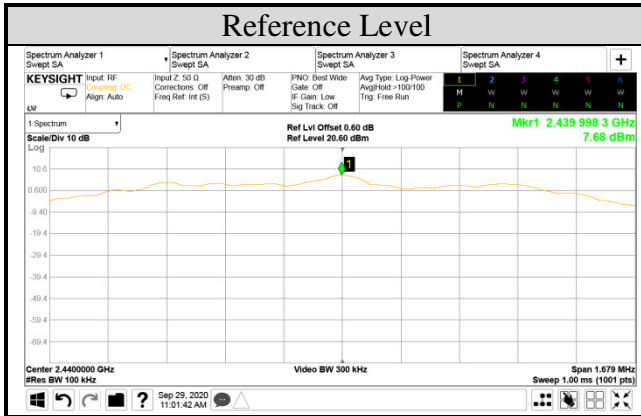 Reference Level
Spectrum Analyzer 1
Swept SA
Spectrum Analyzer 2
Swept SA
Spectrum Analyzer 3
Swept SA
Spectrum Analyzer 4
Swept SA
+
KEYSIGHT
LXI
Input: RF
Coupling: DC
Align: Auto
Input Z: 50 Ω
Corrections: Off
Freq Ref: Int (S)
Atten: 30 dB
Preamp: Off
PNO: Best Wide
Gate: Off
IF Gain: Low
Sig Track: Off
Avg Type: Log-Power
Avg|Hold:>100/100
Trig: Free Run
1 2 3 4 5 6
M W W W W W
P N N N N N
1 Spectrum
Scale/Div 10 dB
Log
Ref Lvl Offset 0.60 dB
Ref Level 20.60 dBm
Mkr1 2.439 998 3 GHz
7.68 dBm
1
10.6
0.600
-9.40
-19.4
-29.4
-39.4
-49.4
-59.4
-69.4
Center 2.4400000 GHz
#Res BW 100 kHz
Video BW 300 kHz
Span 1.679 MHz
Sweep 1.00 ms (1001 pts)
?
Sep 29, 2020
11:01:42 AM